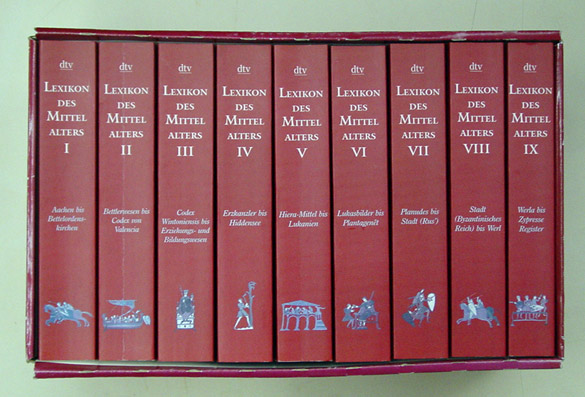 dtv
LEXIKON
DES
MITTEL
ALTERS
I
Aachen bis
Bettelordens-
kirchen
dtv
LEXIKON
DES
MITTEL
ALTERS
II
Bettlerwesen bis
Codex von
Valencia
dtv
LEXIKON
DES
MITTEL
ALTERS
III
Codex
Wintoniensis bis
Erziehungs- und
Bildungswesen
dtv
LEXIKON
DES
MITTEL
ALTERS
IV
Erzkanzler bis
Hiddensee
dtv
LEXIKON
DES
MITTEL
ALTERS
V
Hiera-Mittel bis
Lukanien
dtv
LEXIKON
DES
MITTEL
ALTERS
VI
Lukasbilder bis
Plantagenêt
dtv
LEXIKON
DES
MITTEL
ALTERS
VII
Planudes bis
Stadt (Rus')
dtv
LEXIKON
DES
MITTEL
ALTERS
VIII
Stadt
(Byzantinisches
Reich) bis Werl
dtv
LEXIKON
DES
MITTEL
ALTERS
IX
Werla bis
Zypresse
Register